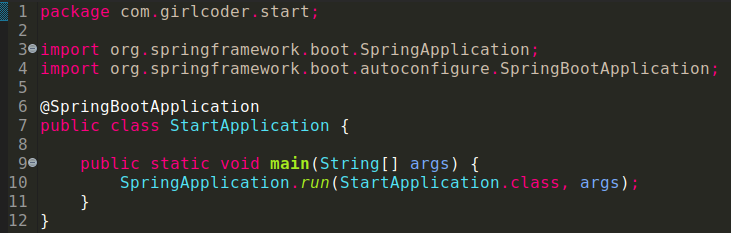 1 package com.girlcoder.start;
2
3 import org.springframework.boot.SpringApplication;
4 import org.springframework.boot.autoconfigure.SpringBootApplication;
5
6 @SpringBootApplication
7 public class StartApplication {
8
9 public static void main(String[] args) {
10 SpringApplication.run(StartApplication.class, args);
11 }
12 }